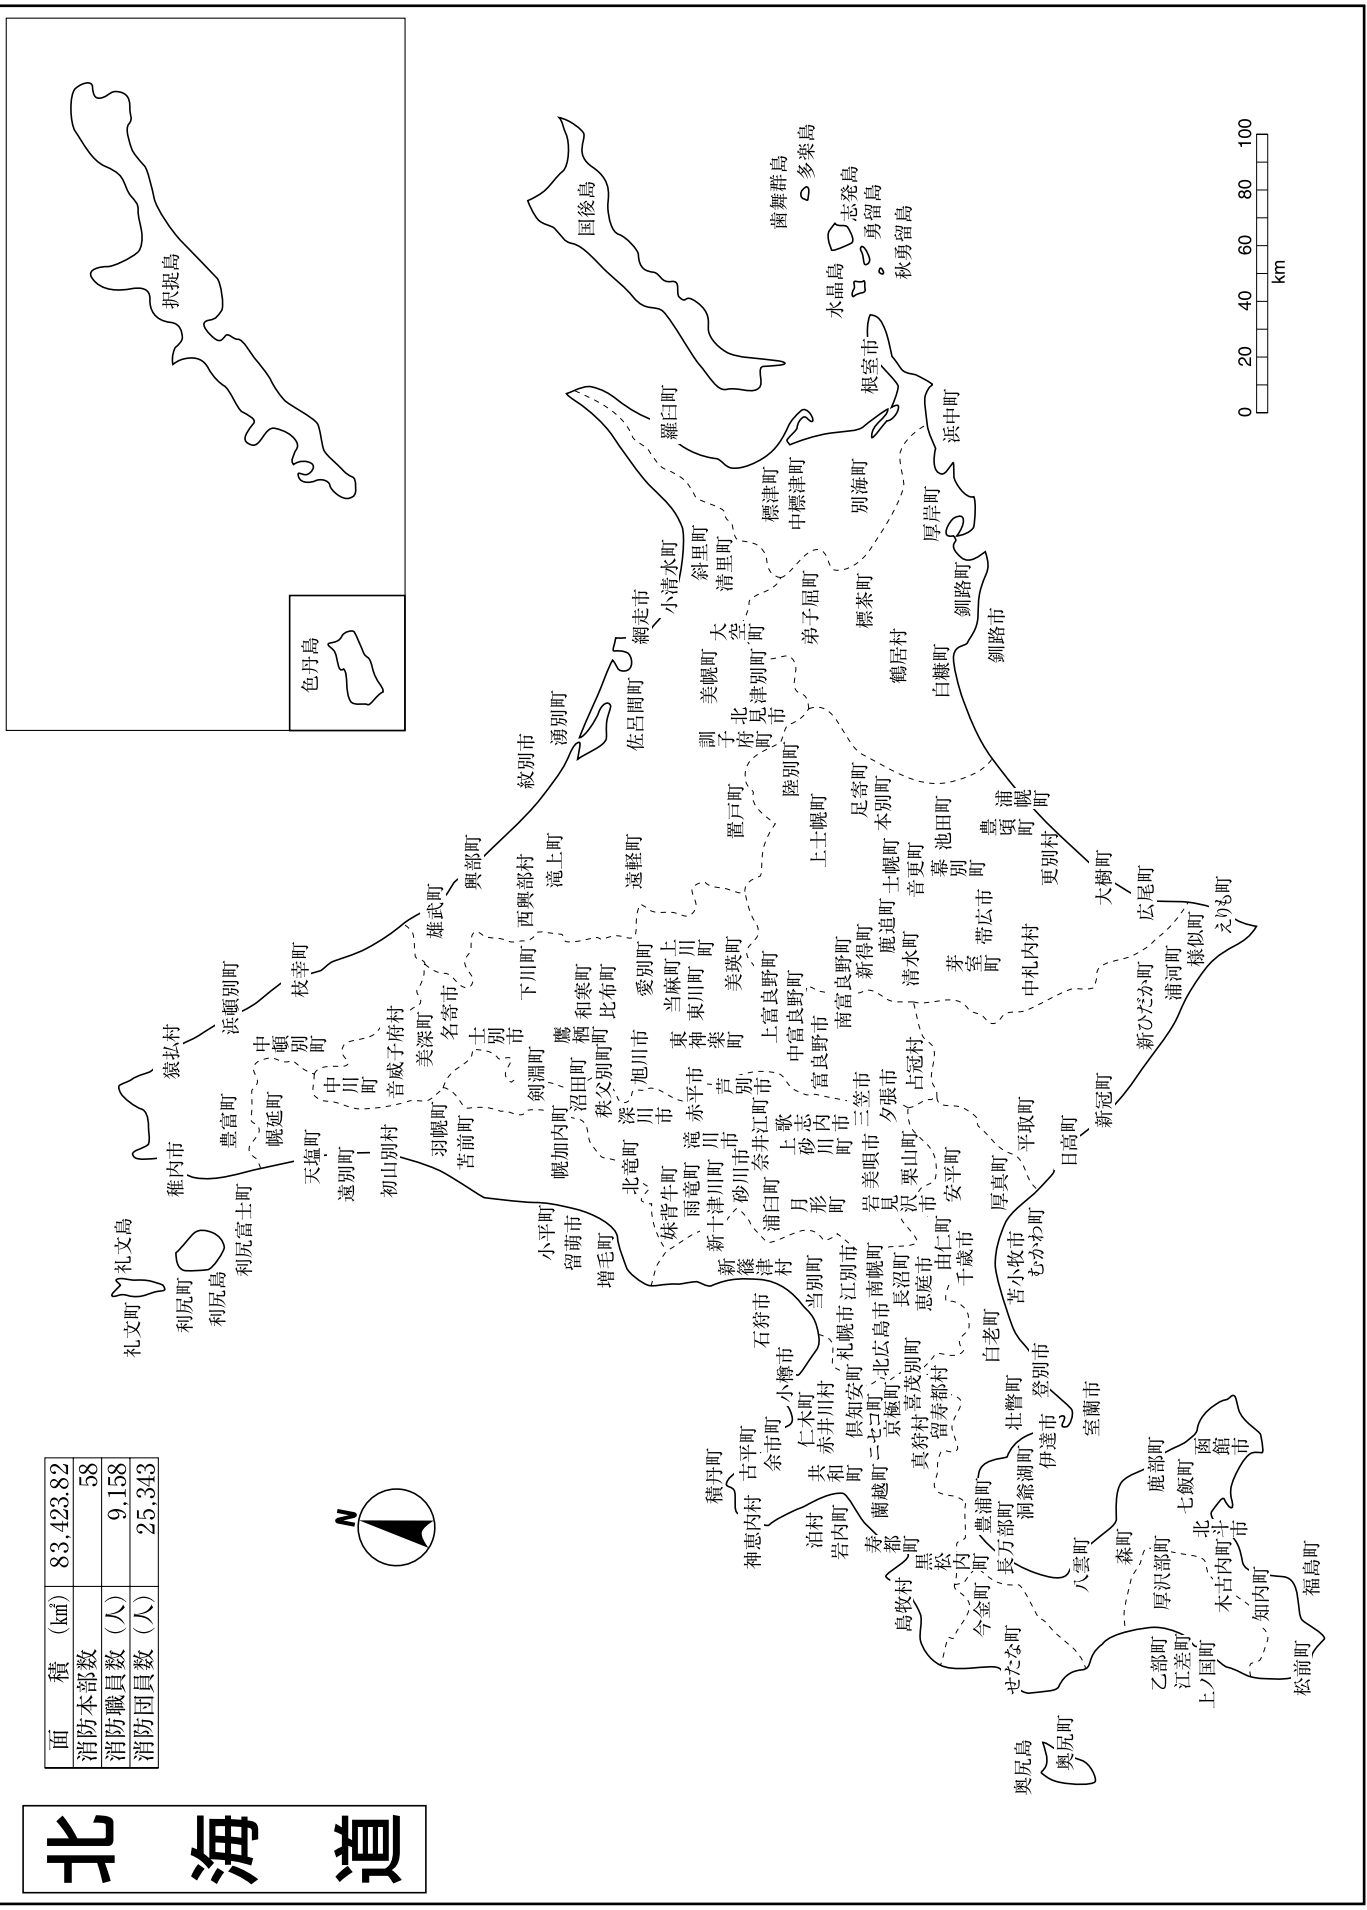 北海道
面積（㎢） 83,423.82
消防本部数 58
消防職員数（人） 9,158
消防団員数（人） 25,343
N
択捉島
色丹島
国後島
歯舞群島
多楽島
志発島
水晶島
勇留島
秋勇留島
0 20 40 60 80 100
km
礼文島
礼文町
利尻町
利尻島
利尻富士町
稚内市
猿払村
豊富町
浜頓別町
幌延町
中頓別町
枝幸町
天塩町
中川町
遠別町
初山別村
音威子府村
美深町
雄武町
羽幌町
苫前町
名寄市
興部町
士別市
西興部村
紋別市
下川町
滝上町
湧別町
剣淵町
幌加内町
小平町
留萌市
増毛町
和寒町
鷹栖町
比布町
沼田町
秩父別町
北竜町
深川市
旭川市
愛別町
当麻町
上川町
東川町
東神楽町
美瑛町
遠軽町
佐呂間町
網走市
小清水町
斜里町
清里町
羅臼町
大空町
美幌町
津別町
北見市
訓子府町
置戸町
妹背牛町
雨竜町
新十津川町
滝川市
赤平市
芦別市
砂川市
奈井江町
歌志内市
上砂川町
浦臼町
月形町
美唄市
三笠市
岩見沢市
栗山町
夕張市
上富良野町
中富良野町
富良野市
南富良野町
占冠村
陸別町
上士幌町
足寄町
本別町
士幌町
音更町
池田町
幕別町
浦幌町
豊頃町
更別村
新得町
鹿追町
清水町
芽室町
帯広市
中札内村
大樹町
広尾町
標津町
中標津町
別海町
根室市
弟子屈町
標茶町
鶴居村
白糠町
釧路町
釧路市
厚岸町
浜中町
新篠津村
当別町
石狩市
江別市
札幌市
南幌町
長沼町
北広島市
恵庭市
由仁町
千歳市
安平町
厚真町
苫小牧市
むかわ町
平取町
日高町
新冠町
新ひだか町
浦河町
様似町
えりも町
積丹町
古平町
余市町
小樽市
仁木町
赤井川村
神恵内村
泊村
共和町
岩内町
倶知安町
ニセコ町
京極町
喜茂別町
蘭越町
真狩村
留寿都村
寿都町
黒松内町
島牧村
白老町
登別市
室蘭市
壮瞥町
伊達市
洞爺湖町
豊浦町
長万部町
今金町
せたな町
八雲町
森町
鹿部町
七飯町
函館市
北斗市
厚沢部町
木古内町
知内町
福島町
松前町
乙部町
江差町
上ノ国町
奥尻島
奥尻町